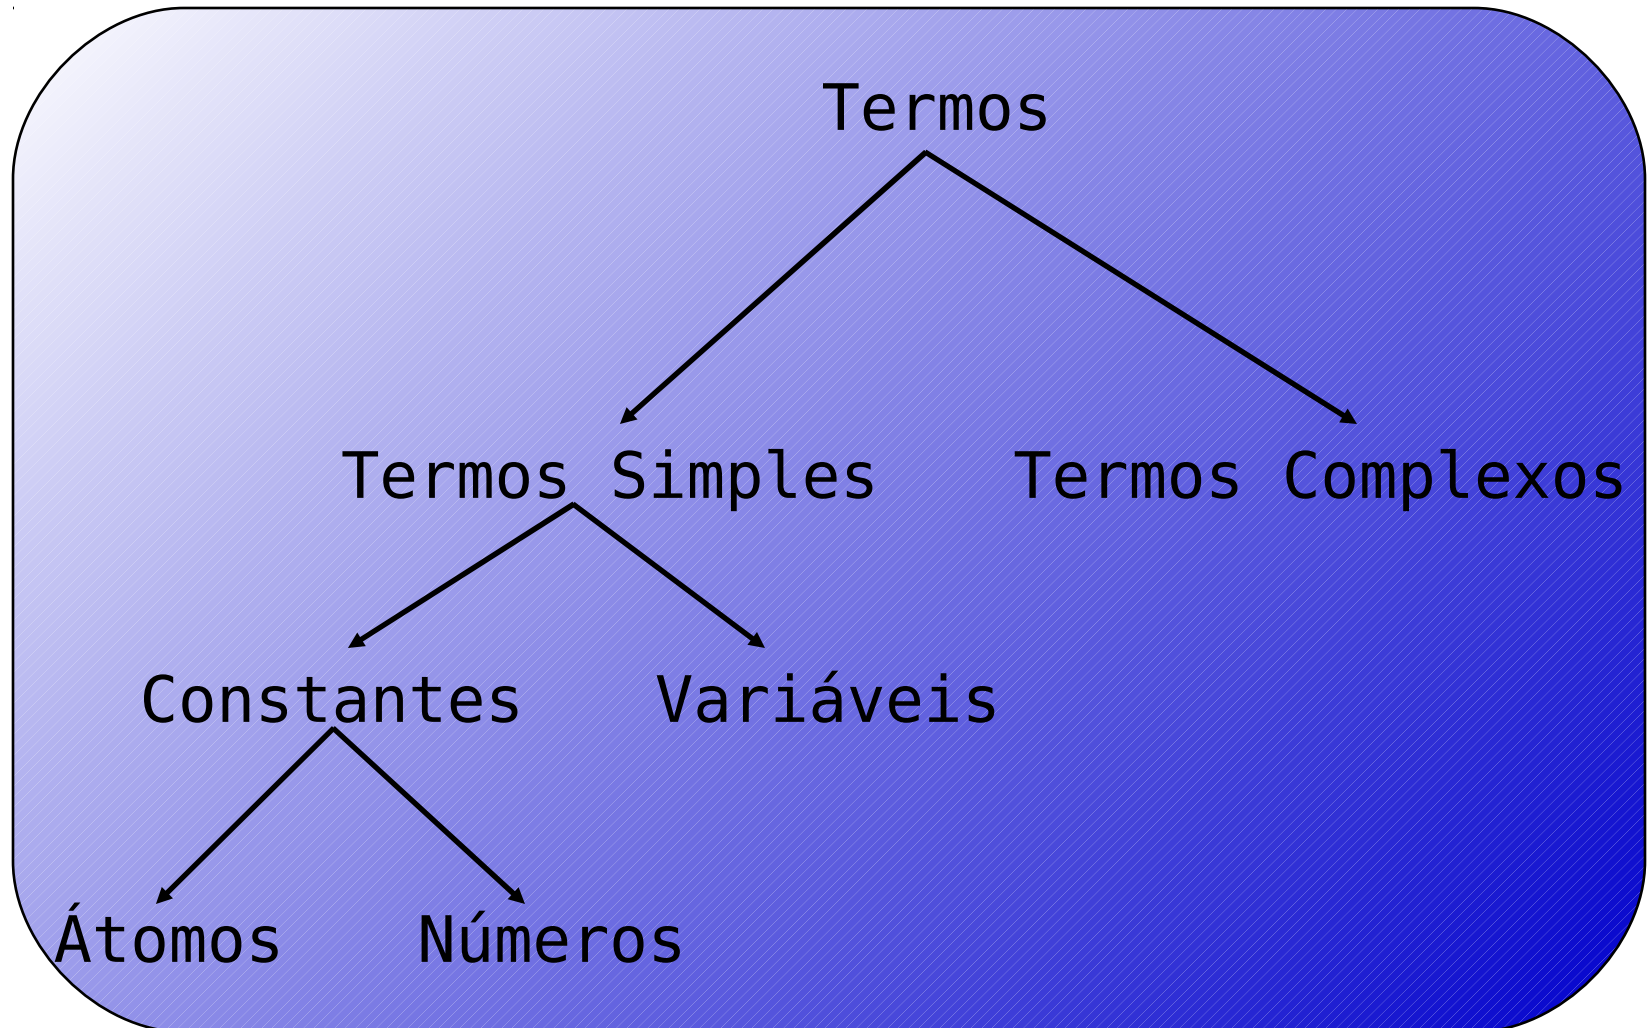 Termos
Termos Simples Termos Complexos
Constantes Variáveis
Átomos Números